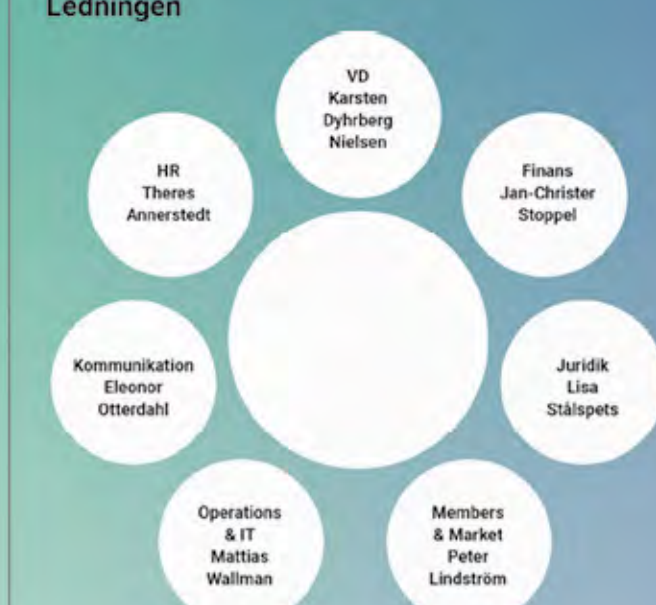 Ledningen
VD
Karsten
Dyhrberg
Nielsen
HR
Theres
Annerstedt
Finans
Jan-Christer
Stoppel
Kommunikation
Eleonor
Otterdahl
Juridik
Lisa
Stålspets
Operations
& IT
Mattias
Wallman
Members
& Market
Peter
Lindström